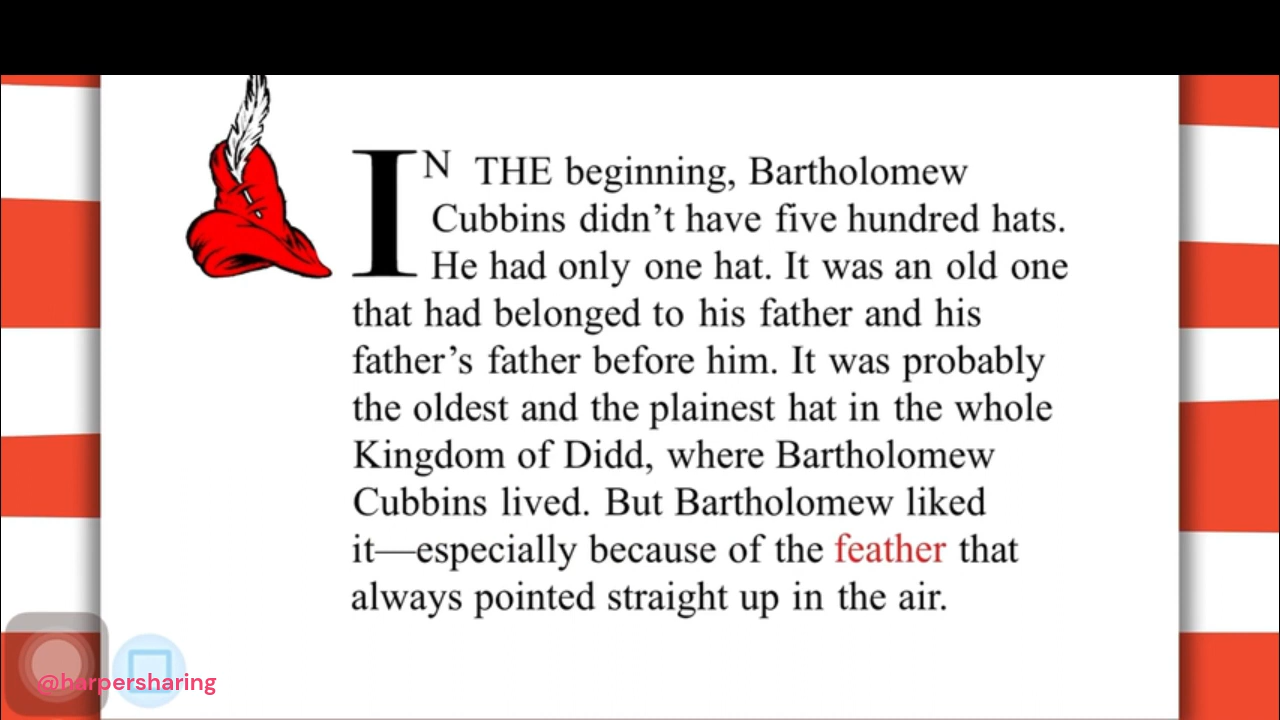 IN THE beginning, Bartholomew
Cubbins didn’t have five hundred hats.
He had only one hat. It was an old one
that had belonged to his father and his
father’s father before him. It was probably
the oldest and the plainest hat in the whole
Kingdom of Didd, where Bartholomew
Cubbins lived. But Bartholomew liked
it—especially because of the feather that
always pointed straight up in the air.
@harpersharing